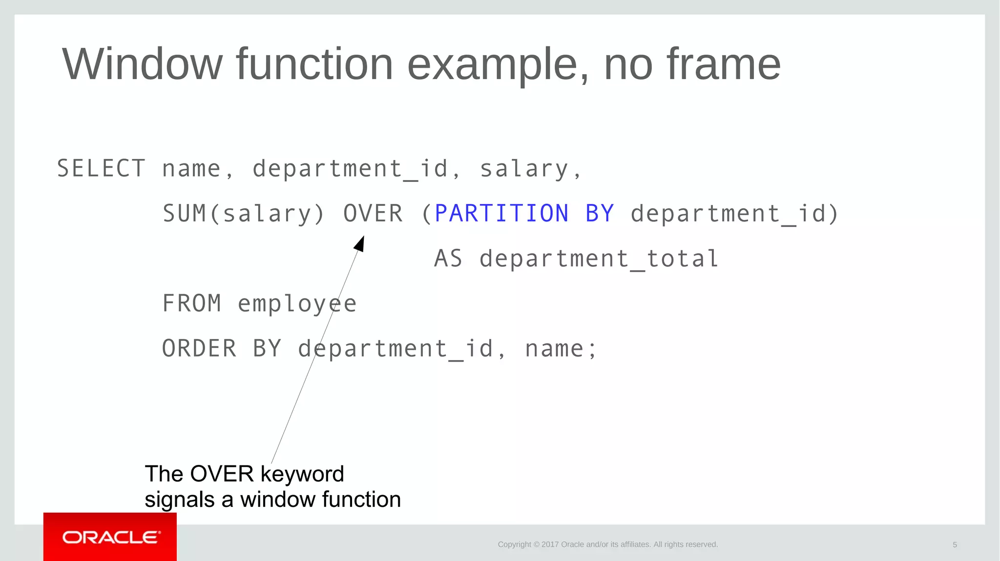 Window function example, no frame
SELECT name, department_id, salary,
SUM(salary) OVER (PARTITION BY department_id)
AS department_total
FROM employee
ORDER BY department_id, name;
The OVER keyword
signals a window function
ORACLE®
Copyright © 2017 Oracle and/or its affiliates. All rights reserved.
5